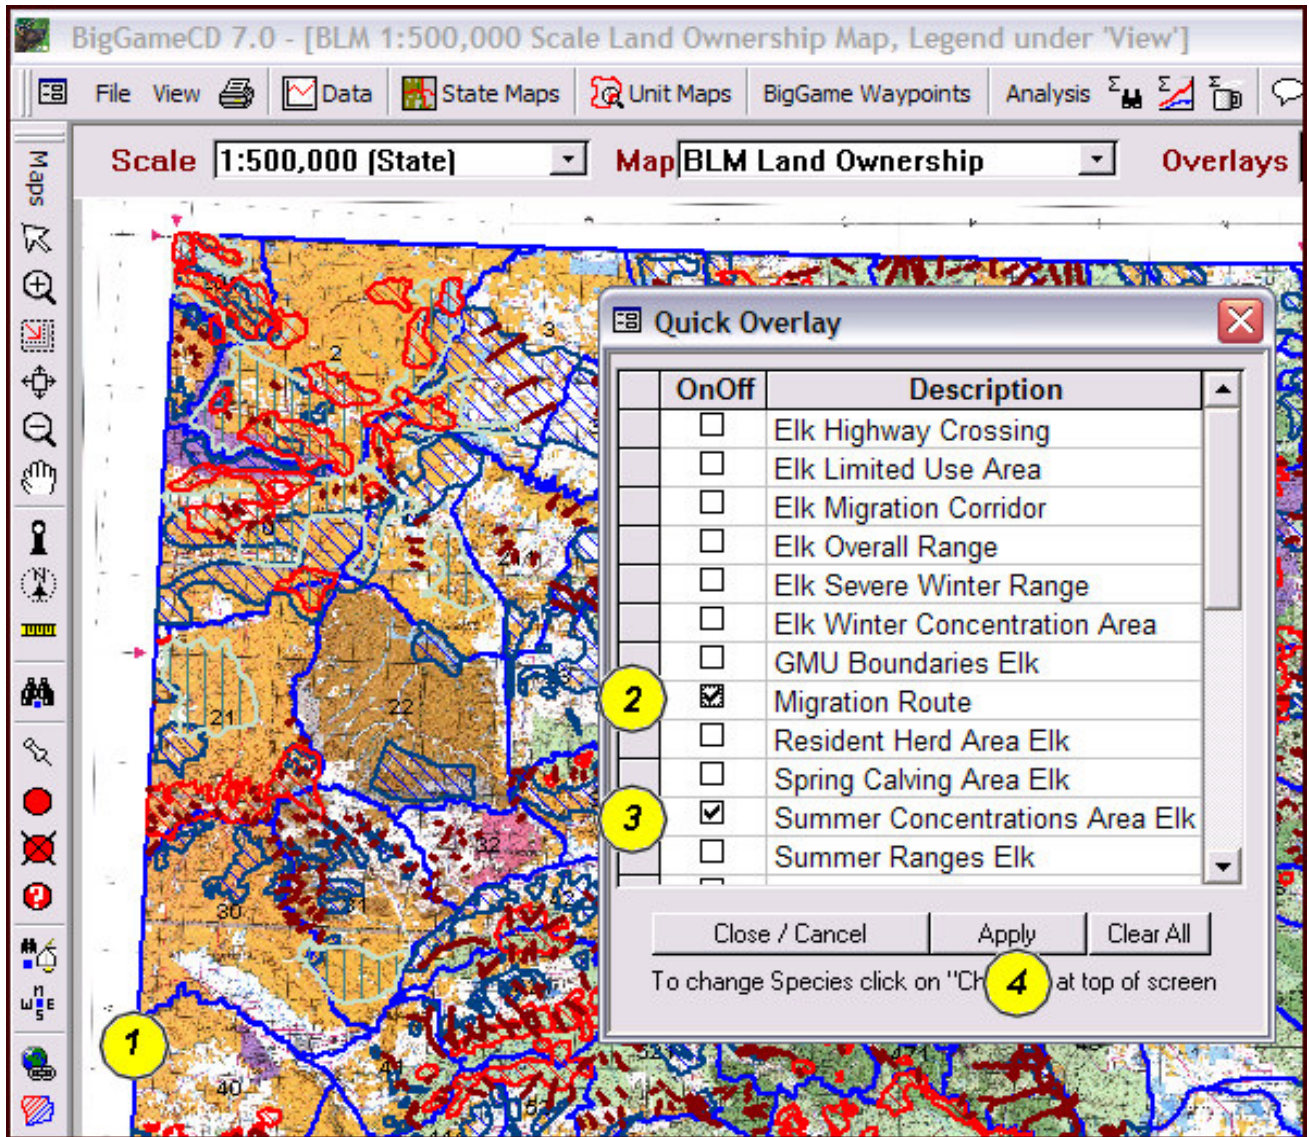 BigGameCD 7.0 - [BLM 1:500,000 Scale Land Ownership Map, Legend under 'View']
File View Data State Maps Unit Maps BigGame Waypoints Analysis
Maps
Scale 1:500,000 (State) Map BLM Land Ownership Overlays
Quick Overlay
OnOff Description
Elk Highway Crossing
Elk Limited Use Area
Elk Migration Corridor
Elk Overall Range
Elk Severe Winter Range
Elk Winter Concentration Area
GMU Boundaries Elk
2 Migration Route
Resident Herd Area Elk
Spring Calving Area Elk
3 Summer Concentrations Area Elk
Summer Ranges Elk
Close / Cancel Apply Clear All
To change Species click on "Ch 4 at top of screen
1
2
3
21
22
30
31
32
40